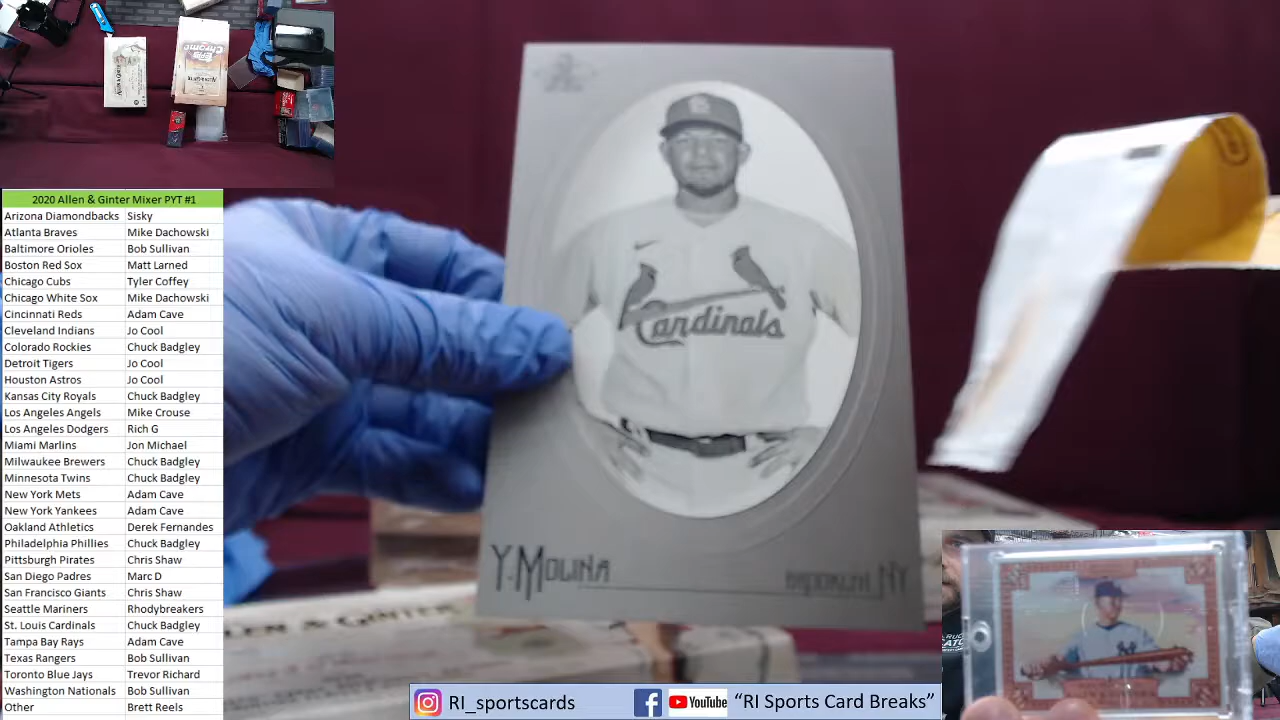 2020 Allen & Ginter Mixer PYT #1
Arizona Diamondbacks Sisky
Atlanta Braves Mike Dachowski
Baltimore Orioles Bob Sullivan
Boston Red Sox Matt Larned
Chicago Cubs Tyler Coffey
Chicago White Sox Mike Dachowski
Cincinnati Reds Adam Cave
Cleveland Indians Jo Cool
Colorado Rockies Chuck Badgley
Detroit Tigers Jo Cool
Houston Astros Jo Cool
Kansas City Royals Chuck Badgley
Los Angeles Angels Mike Crouse
Los Angeles Dodgers Rich G
Miami Marlins Jon Michael
Milwaukee Brewers Chuck Badgley
Minnesota Twins Chuck Badgley
New York Mets Adam Cave
New York Yankees Adam Cave
Oakland Athletics Derek Fernandes
Philadelphia Phillies Chuck Badgley
Pittsburgh Pirates Chris Shaw
San Diego Padres Marc D
San Francisco Giants Chris Shaw
Seattle Mariners Rhodybreakers
St. Louis Cardinals Chuck Badgley
Tampa Bay Rays Adam Cave
Texas Rangers Bob Sullivan
Toronto Blue Jays Trevor Richard
Washington Nationals Bob Sullivan
Other Brett Reels
Chrome
Cardinals
Y. MOLINA
BROOKLYN, NY
LEN & GINTER
RI_sportscards
YouTube "RI Sports Card Breaks"